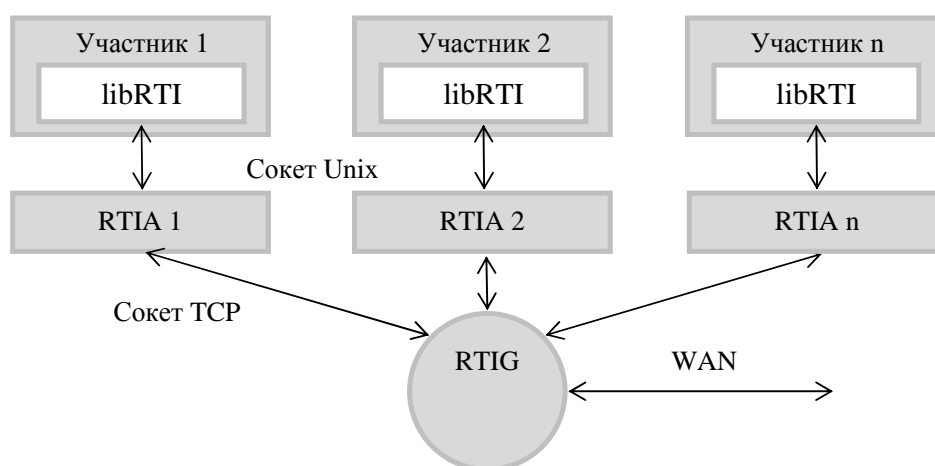 Участник 1
Участник 2
Участник n
libRTI
libRTI
libRTI
Сокет Unix
RTIA 1
RTIA 2
RTIA n
Сокет TCP
RTIG
WAN